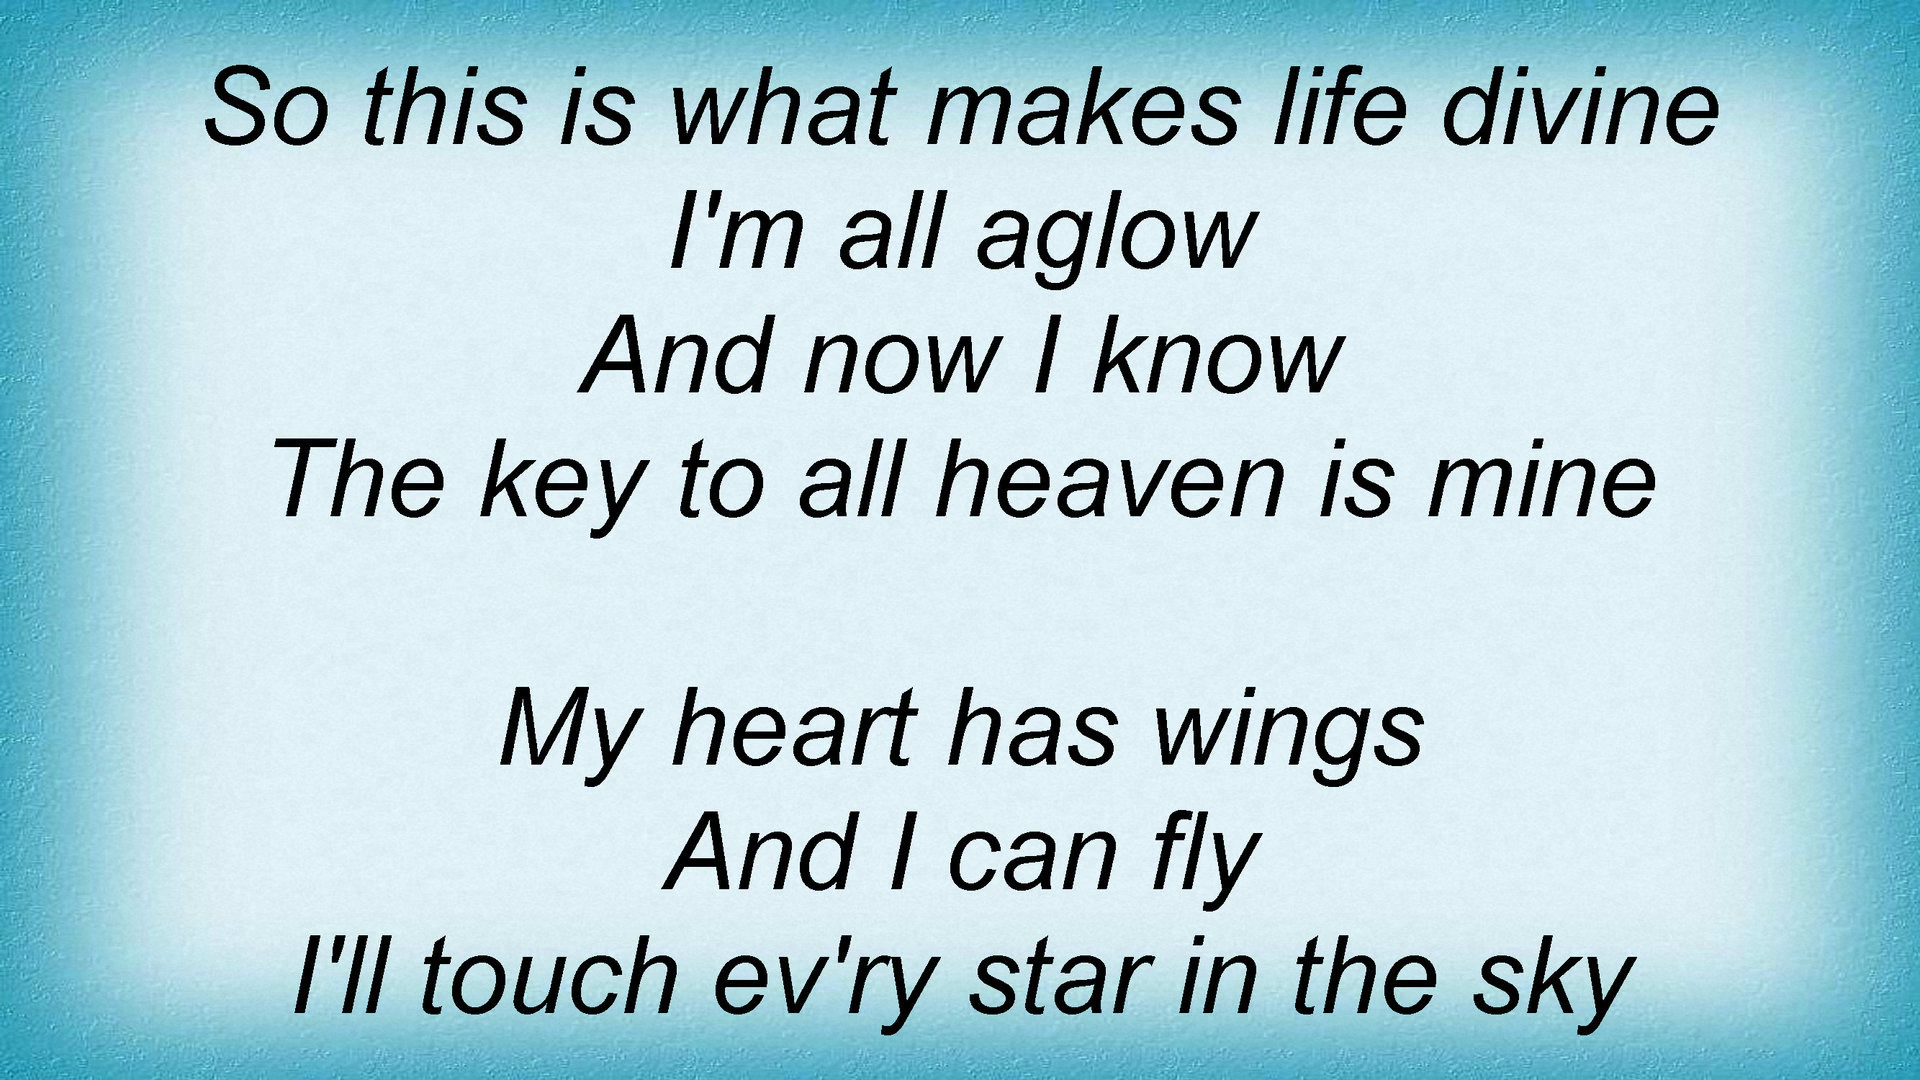 So this is what makes life divine
I'm all aglow
And now I know
The key to all heaven is mine
My heart has wings
And I can fly
I'll touch ev'ry star in the sky